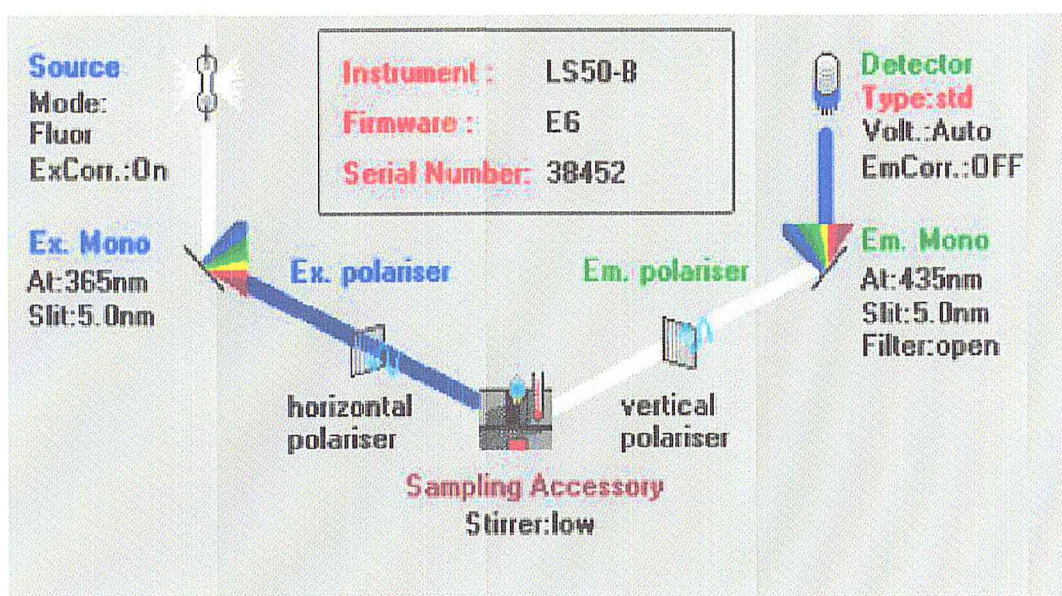 Source
Mode:
Fluor
ExCorr.:On
Instrument : LS50-B
Firmware : E6
Serial Number: 38452
Detector
Type:std
Volt.:Auto
EmCorr.:OFF
Ex. Mono
At:365nm
Slit:5.0nm
Ex. polariser
Em. polariser
Em. Mono
At:435nm
Slit:5.0nm
Filter:open
horizontal
polariser
vertical
polariser
Sampling Accessory
Stirrer:low